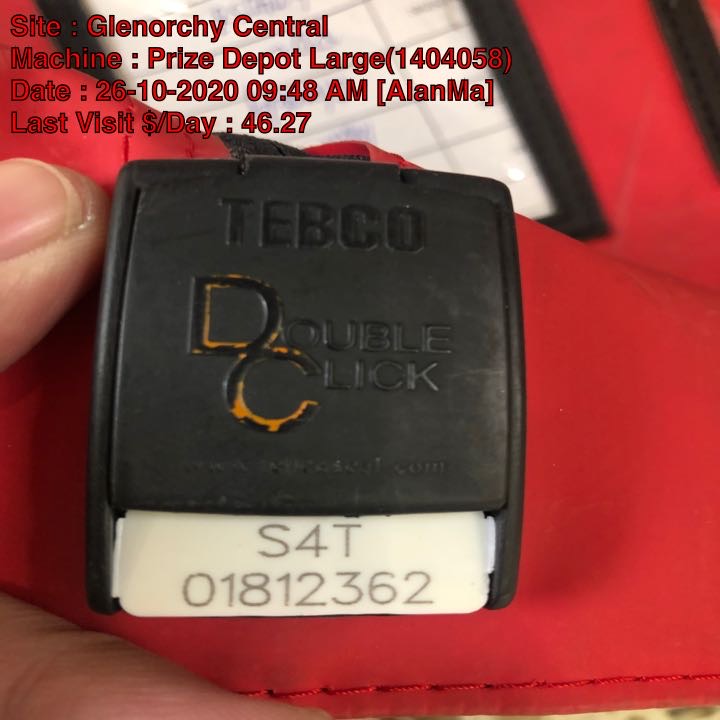 Site : Glenorchy Central
Machine : Prize Depot Large(1404058)
Date : 26-10-2020 09:48 AM [AlanMa]
Last Visit $/Day : 46.27
TEBCO
DOUBLE
CLICK
S4T
01812362